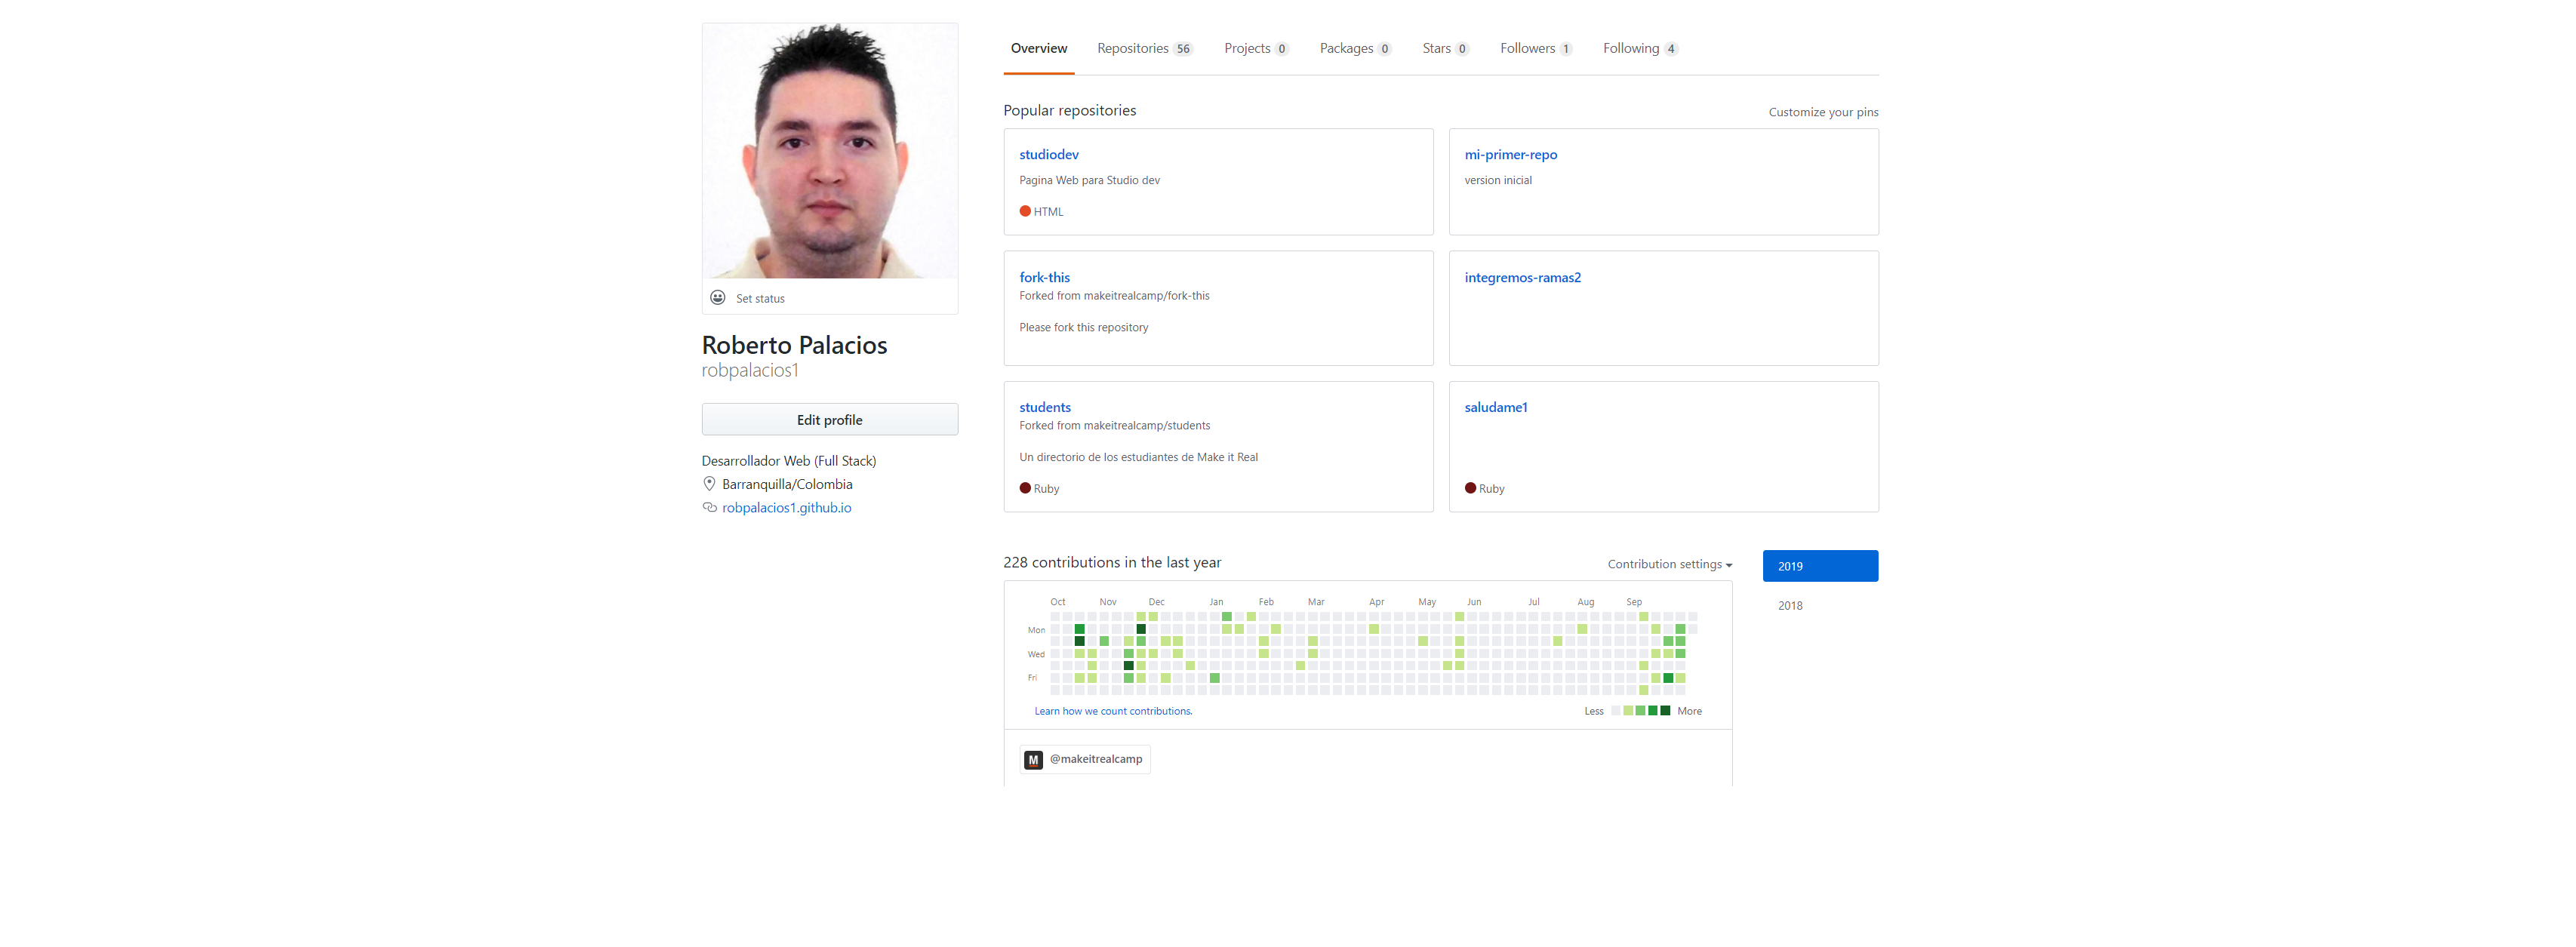 Overview Repositories 56 Projects 0 Packages 0 Stars 0 Followers 1 Following 4
Set status
Roberto Palacios
robpalacios1
Edit profile
Desarrollador Web (Full Stack)
Barranquilla/Colombia
robpalacios1.github.io
Popular repositories Customize your pins
studiodev
Pagina Web para Studio dev
HTML
mi-primer-repo
version inicial
fork-this
Forked from makeitrealcamp/fork-this
Please fork this repository
integremos-ramas2
students
Forked from makeitrealcamp/students
Un directorio de los estudiantes de Make it Real
Ruby
saludame1
Ruby
228 contributions in the last year Contribution settings
2019
2018
Oct Nov Dec Jan Feb Mar Apr May Jun Jul Aug Sep
Mon
Wed
Fri
Learn how we count contributions. Less More
M @makeitrealcamp